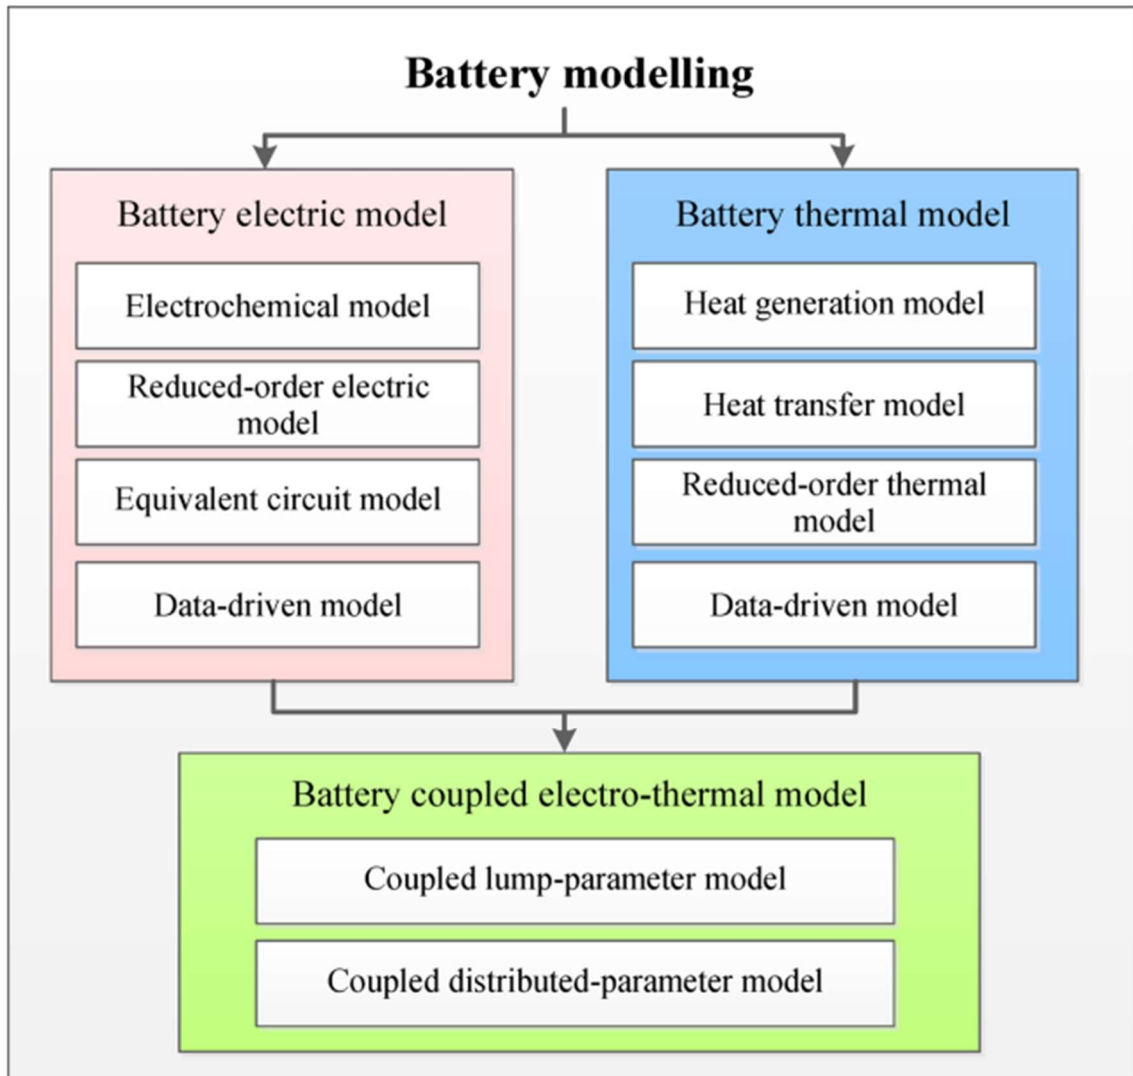 Battery modelling
Battery electric model
Electrochemical model
Reduced-order electric
model
Equivalent circuit model
Data-driven model
Battery thermal model
Heat generation model
Heat transfer model
Reduced-order thermal
model
Data-driven model
Battery coupled electro-thermal model
Coupled lump-parameter model
Coupled distributed-parameter model